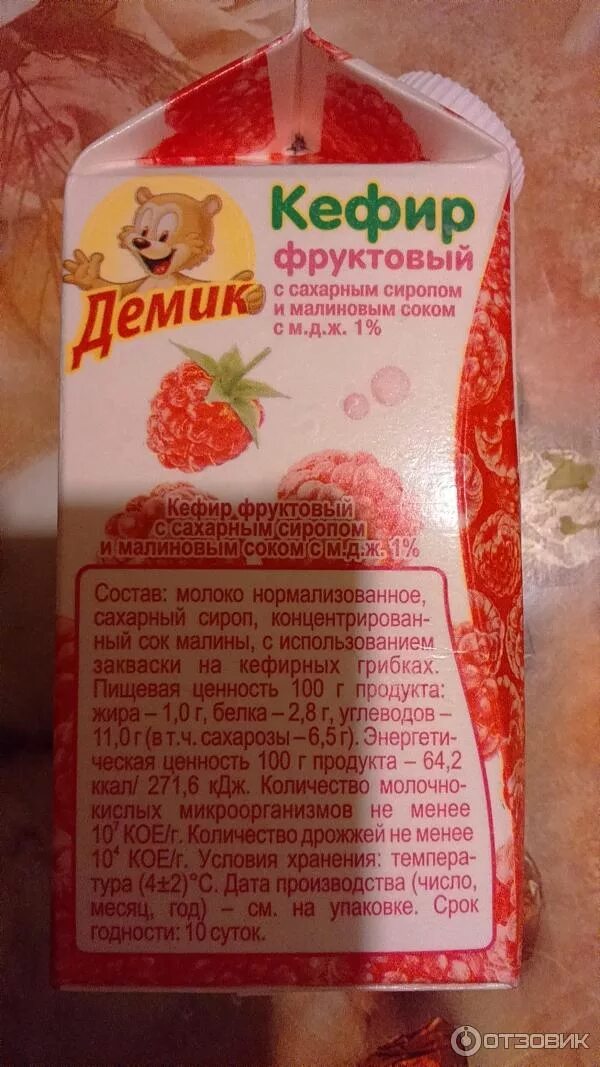 Демик
Кефир
фруктовый
с сахарным сиропом
и малиновым соком
с м.д.ж. 1%
Кефир фруктовый
с сахарным сиропом
и малиновым соком с м.д.ж. 1%
Состав: молоко нормализованное,
сахарный сироп, концентрирован-
ный сок малины, с использованием
закваски на кефирных грибках.
Пищевая ценность 100 г продукта:
жира – 1,0 г, белка – 2,8 г, углеводов –
11,0 г (в т.ч. сахарозы – 6,5 г). Энергети-
ческая ценность 100 г продукта – 64,2
ккал/ 271,6 кДж. Количество молочно-
кислых микроорганизмов не менее
10⁷ КОЕ/г. Количество дрожжей не менее
10⁴ КОЕ/г. Условия хранения: темпера-
тура (4±2)°С. Дата производства (число,
месяц, год) – см. на упаковке. Срок
годности: 10 суток.
ОТЗОВИК